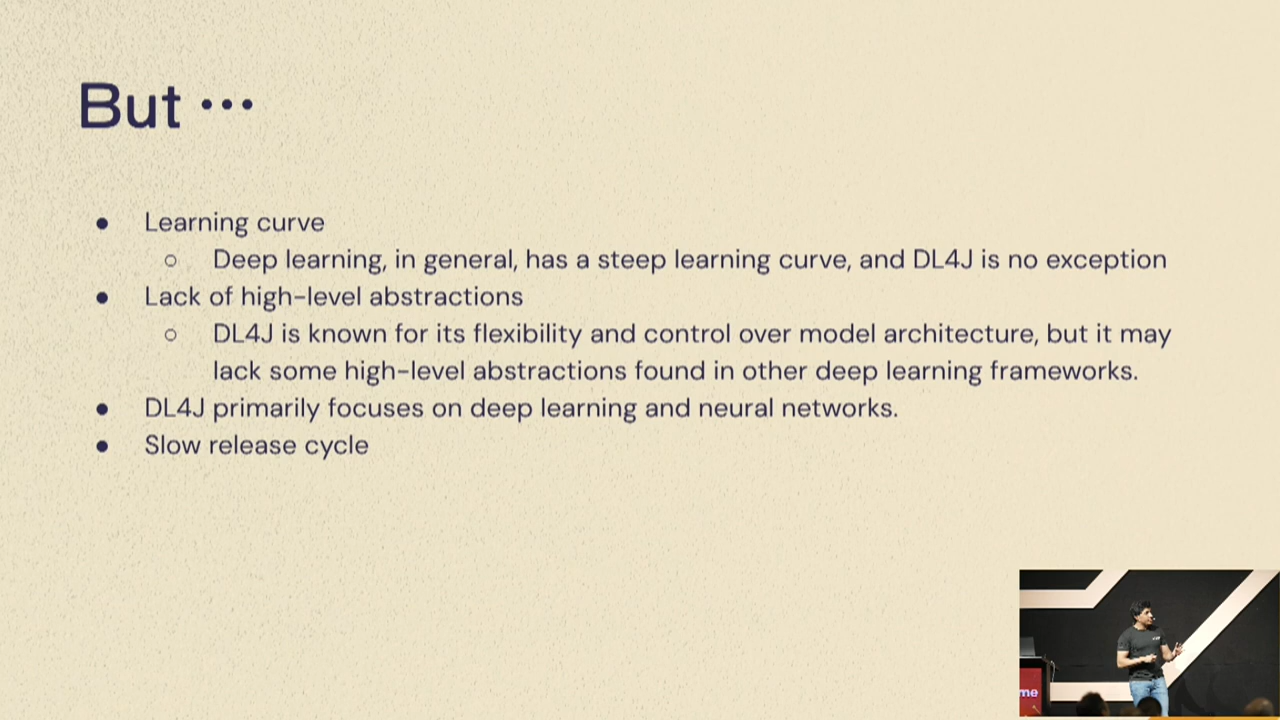 But ...
● Learning curve
○ Deep learning, in general, has a steep learning curve, and DL4J is no exception
● Lack of high-level abstractions
○ DL4J is known for its flexibility and control over model architecture, but it may
lack some high-level abstractions found in other deep learning frameworks.
● DL4J primarily focuses on deep learning and neural networks.
● Slow release cycle
me